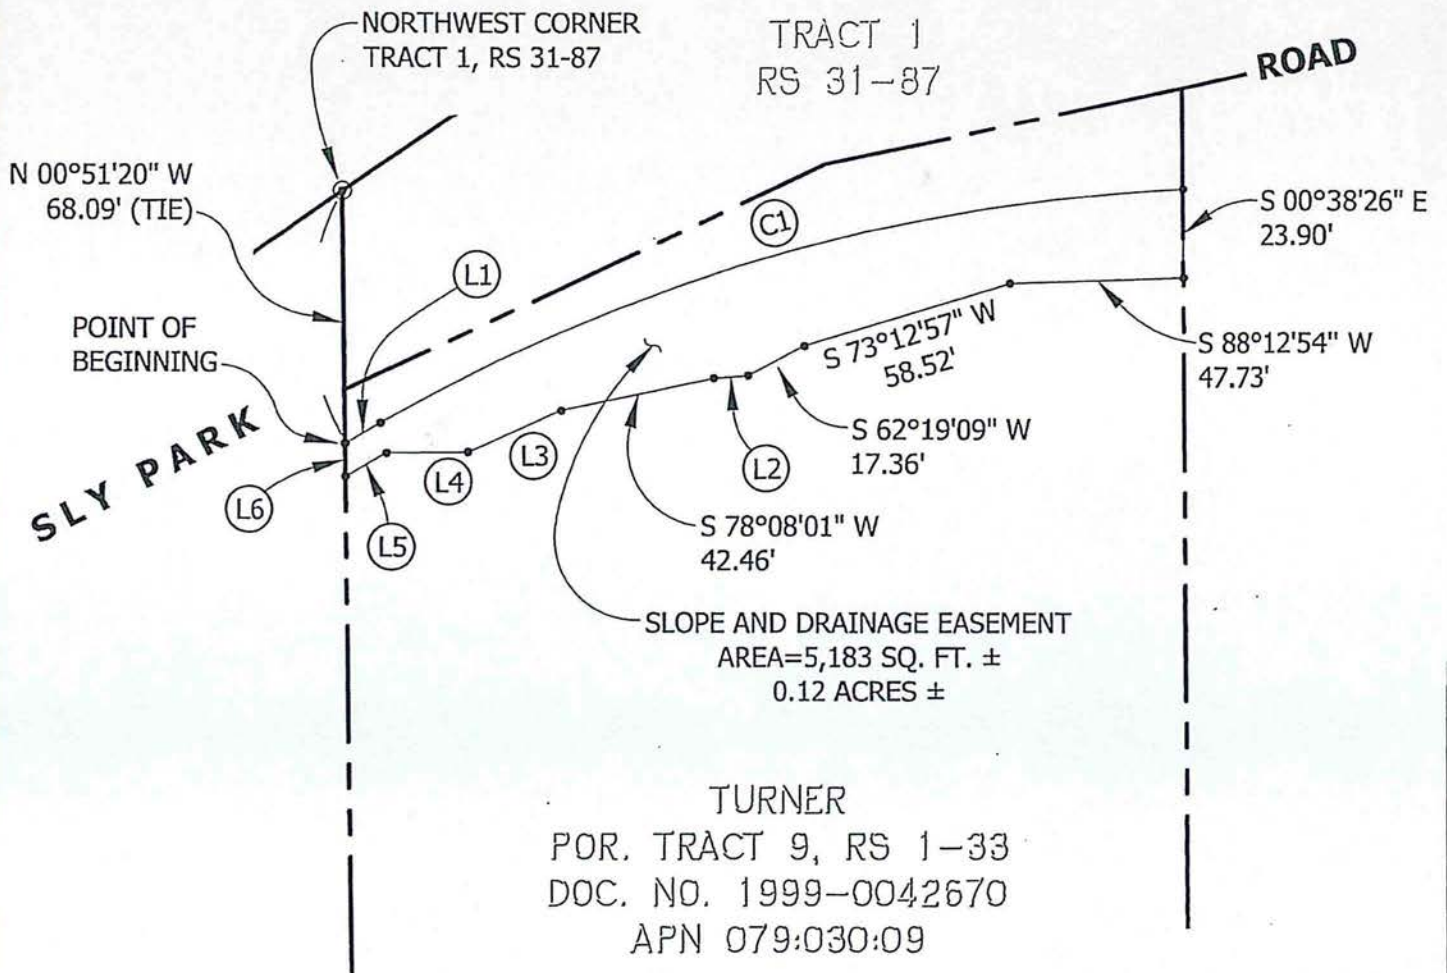 NORTHWEST CORNER
TRACT 1, RS 31-87
TRACT 1
RS 31-87
ROAD
N 00°51'20" W
68.09' (TIE)
C1
S 00°38'26" E
23.90'
L1
POINT OF
BEGINNING
S 73°12'57" W
58.52'
S 88°12'54" W
47.73'
SLY PARK
S 62°19'09" W
17.36'
L2
L3
L4
L6
L5
S 78°08'01" W
42.46'
SLOPE AND DRAINAGE EASEMENT
AREA=5,183 SQ. FT. ±
0.12 ACRES ±
TURNER
POR. TRACT 9, RS 1-33
DOC. NO. 1999-0042670
APN 079:030:09